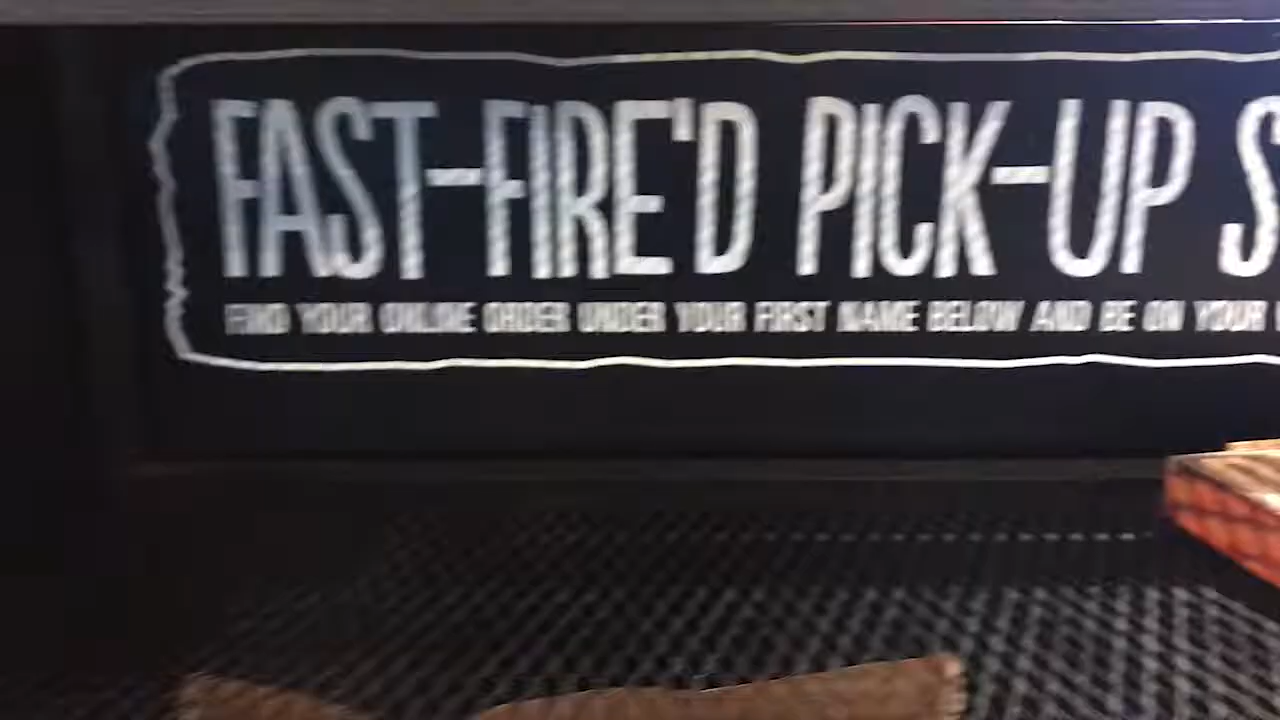 FAST-FIRE'D PICK-UP S
FIND YOUR ONLINE ORDER UNDER YOUR FIRST NAME BELOW AND BE ON YOUR